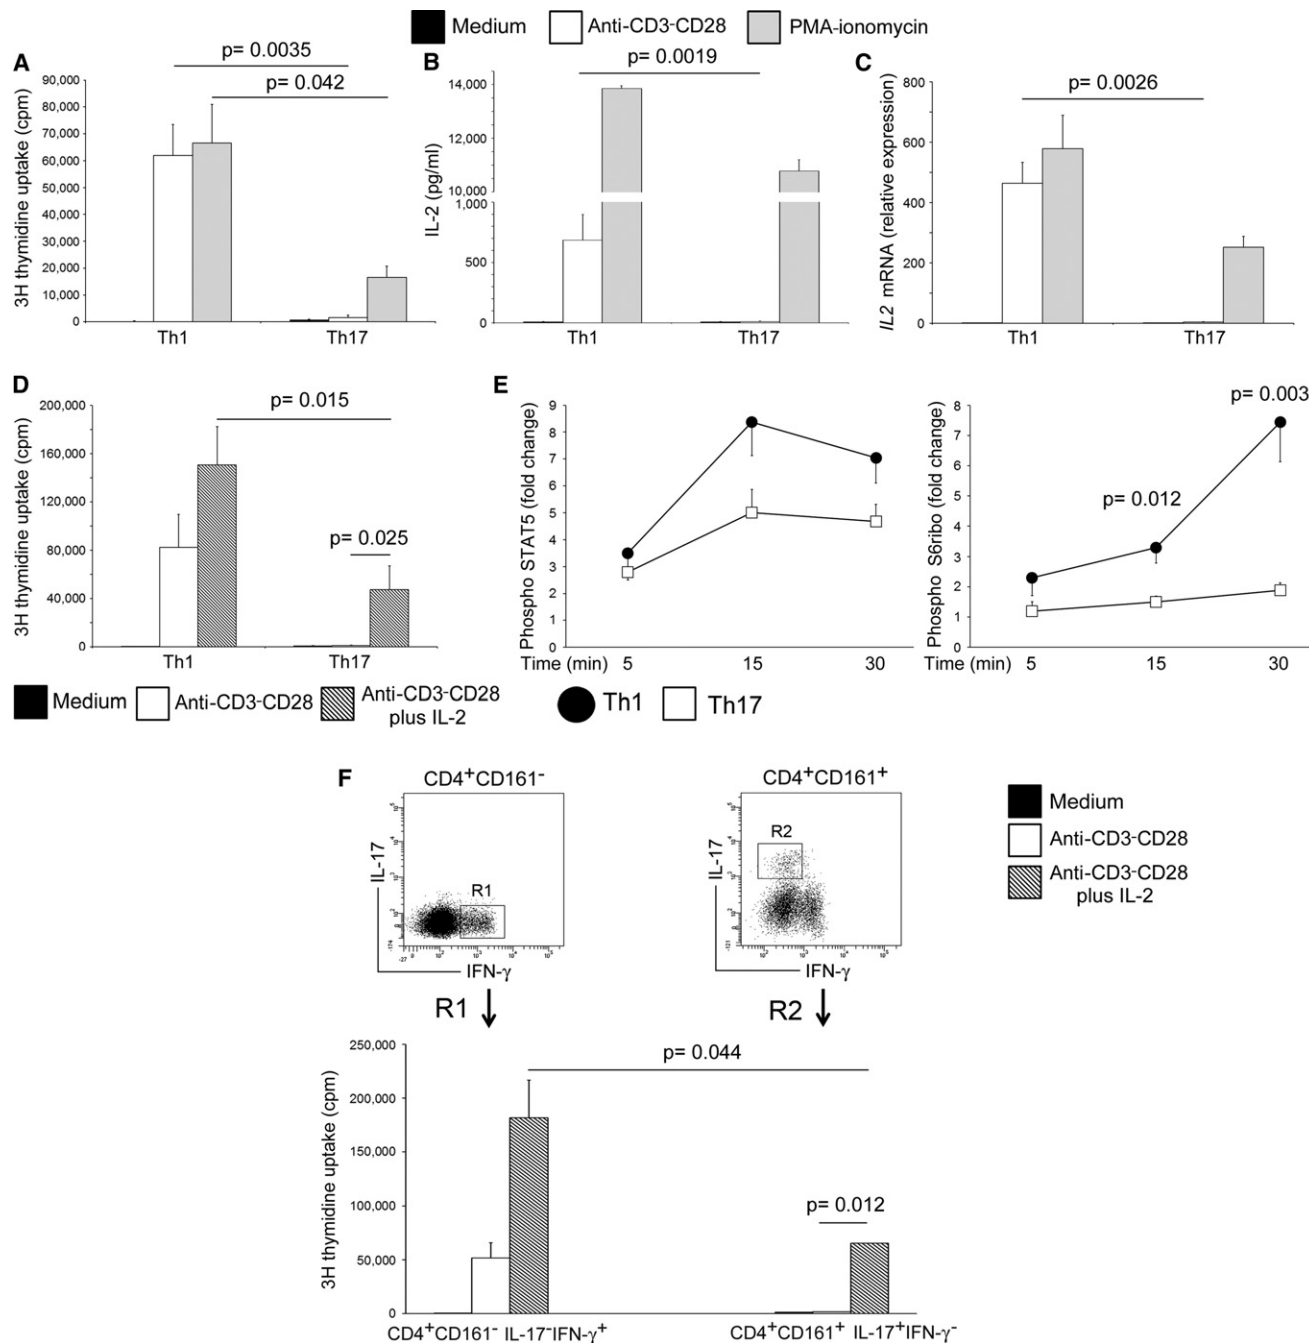 Medium Anti-CD3-CD28 PMA-ionomycin
A
p= 0.0035
p= 0.042
3H thymidine uptake (cpm)
90,000
80,000
70,000
60,000
50,000
40,000
30,000
20,000
10,000
0
Th1 Th17
B
p= 0.0019
IL-2 (pg/ml)
14,000
12,000
10,000
1,000
500
0
Th1 Th17
C
p= 0.0026
IL2 mRNA (relative expression)
800
600
400
200
0
Th1 Th17
D
p= 0.015
p= 0.025
3H thymidine uptake (cpm)
200,000
160,000
120,000
80,000
40,000
0
Th1 Th17
Medium Anti-CD3-CD28 Anti-CD3-CD28
plus IL-2
E
Phospho STAT5 (fold change)
9
8
7
6
5
4
3
2
1
0
Time (min) 5 15 30
p= 0.003
p= 0.012
Phospho S6ribo (fold change)
8
7
6
5
4
3
2
1
0
Time (min) 5 15 30
Th1 Th17
F
CD4+CD161-
IL-17
R1
IFN-γ
R1
CD4+CD161+
IL-17
R2
IFN-γ
R2
Medium
Anti-CD3-CD28
Anti-CD3-CD28
plus IL-2
p= 0.044
p= 0.012
3H thymidine uptake (cpm)
250,000
200,000
150,000
100,000
50,000
0
CD4+CD161- IL-17-IFN-γ+ CD4+CD161+ IL-17+IFN-γ-